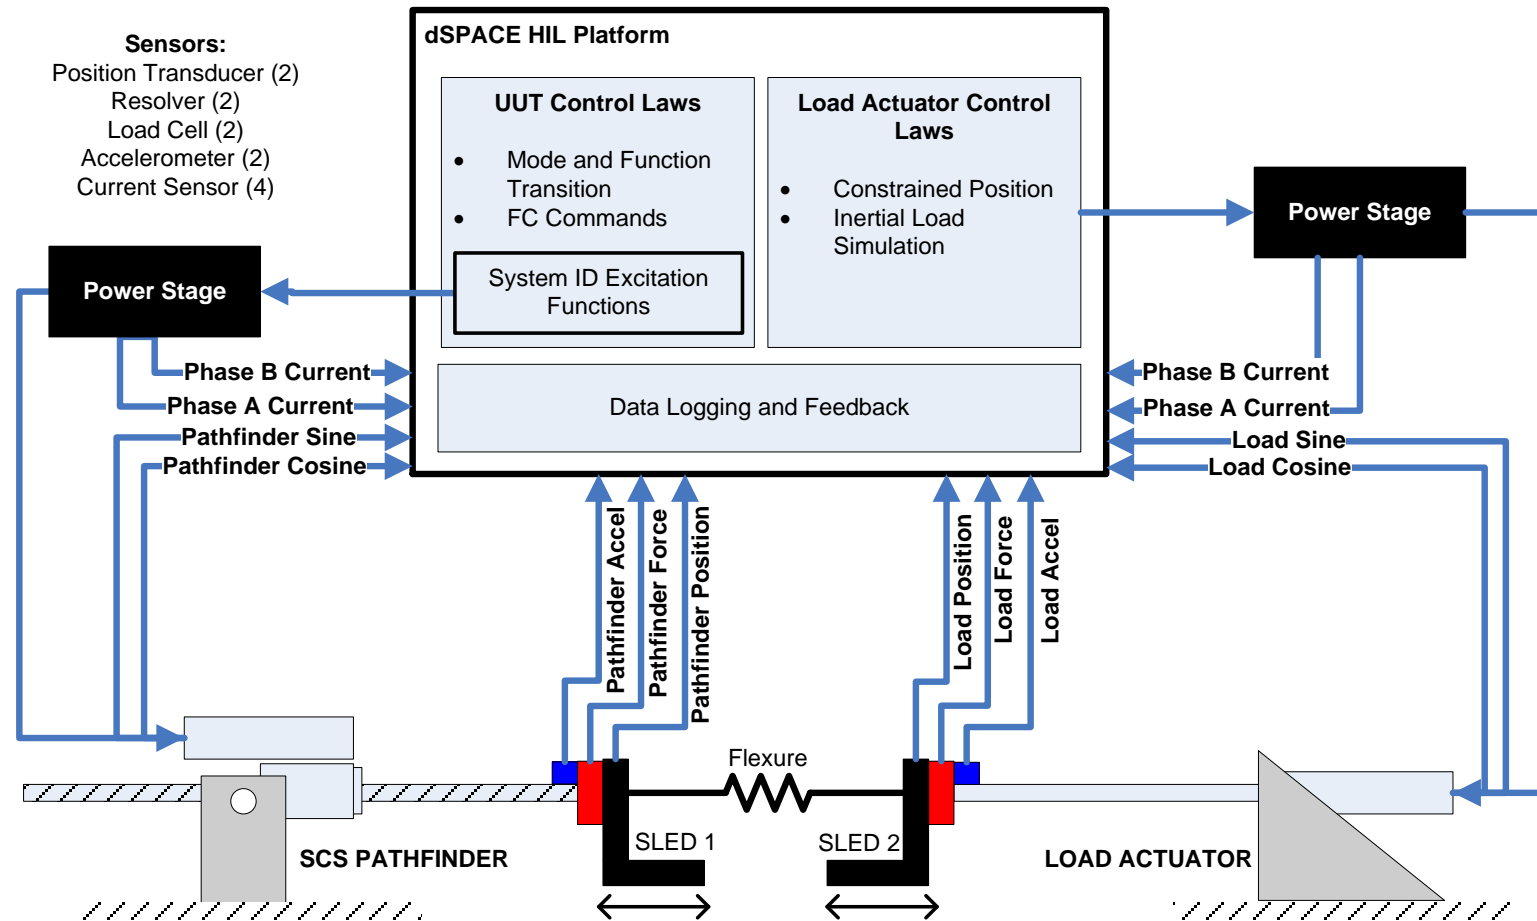 Sensors:
Position Transducer (2)
Resolver (2)
Load Cell (2)
Accelerometer (2)
Current Sensor (4)
dSPACE HIL Platform
UUT Control Laws
• Mode and Function
Transition
• FC Commands
System ID Excitation
Functions
Load Actuator Control
Laws
• Constrained Position
• Inertial Load
Simulation
Power Stage
Power Stage
Phase B Current
Phase A Current
Pathfinder Sine
Pathfinder Cosine
Data Logging and Feedback
Phase B Current
Phase A Current
Load Sine
Load Cosine
Pathfinder Accel
Pathfinder Force
Pathfinder Position
Load Position
Load Force
Load Accel
Flexure
SLED 1
SLED 2
SCS PATHFINDER
LOAD ACTUATOR